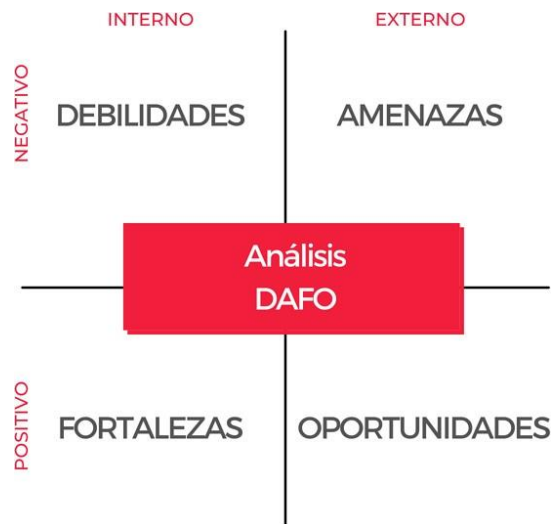 INTERNO
EXTERNO
NEGATIVO
DEBILIDADES
AMENAZAS
Análisis
DAFO
POSITIVO
FORTALEZAS
OPORTUNIDADES